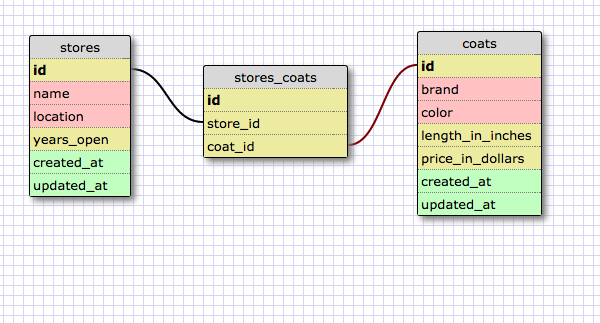 stores
id
name
location
years_open
created_at
updated_at
stores_coats
id
store_id
coat_id
coats
id
brand
color
length_in_inches
price_in_dollars
created_at
updated_at